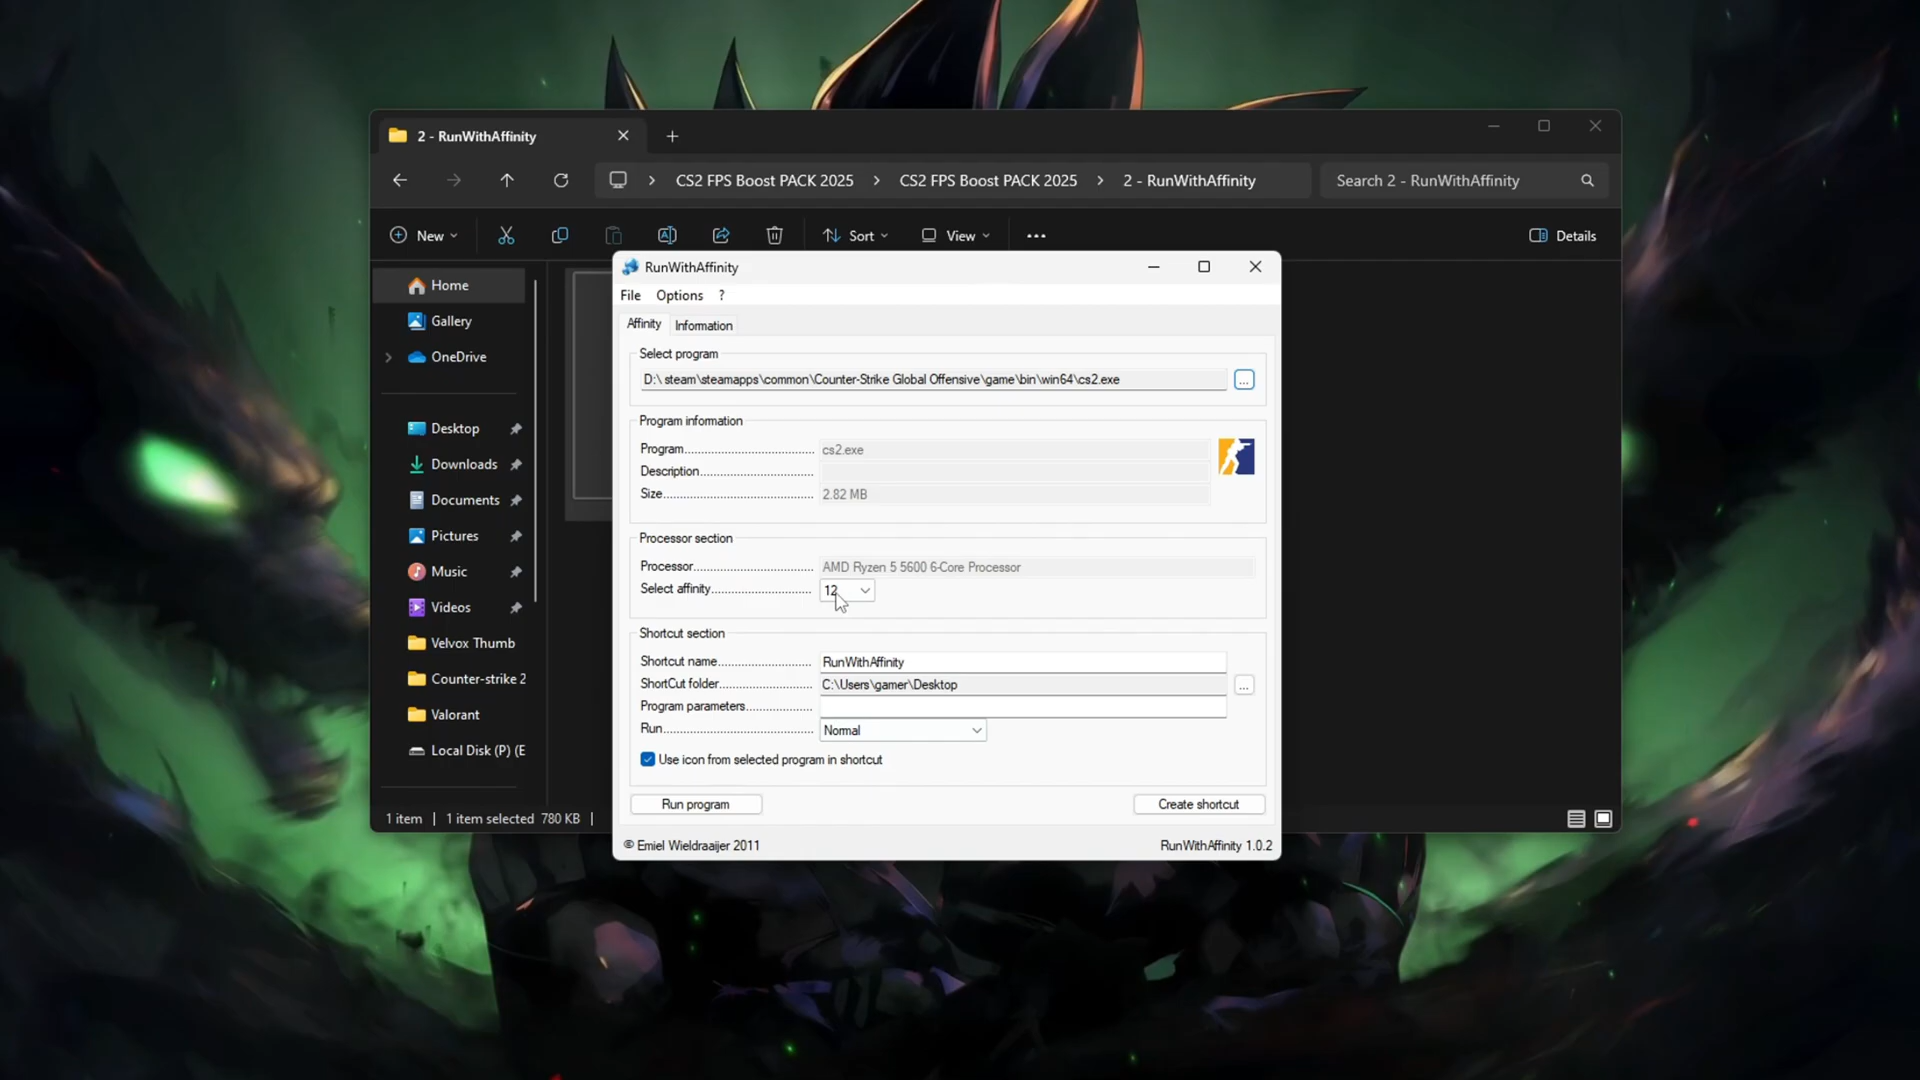 2 - RunWithAffinity
CS2 FPS Boost PACK 2025 > CS2 FPS Boost PACK 2025 > 2 - RunWithAffinity
Search 2 - RunWithAffinity
New
Sort
View
Details
Home
Gallery
OneDrive
Desktop
Downloads
Documents
Pictures
Music
Videos
Velvox Thumb
Counter-strike 2
Valorant
Local Disk (P) (E
1 item | 1 item selected 780 KB |
RunWithAffinity
File Options ?
Affinity Information
Select program
D:\ steam\steamapps\common\Counter-Strike Global Offensive\game\bin\win64\cs2.exe
...
Program information
Program.......................................... cs2.exe
Description....................................
Size................................................ 2.82 MB
Processor section
Processor....................................... AMD Ryzen 5 5600 6-Core Processor
Select affinity................................. 12
Shortcut section
Shortcut name................................ RunWithAffinity
ShortCut folder................................ C:\Users\gamer\Desktop
...
Program parameters......................
Run................................................ Normal
Use icon from selected program in shortcut
Run program Create shortcut
© Emiel Wieldraaijer 2011 RunWithAffinity 1.0.2